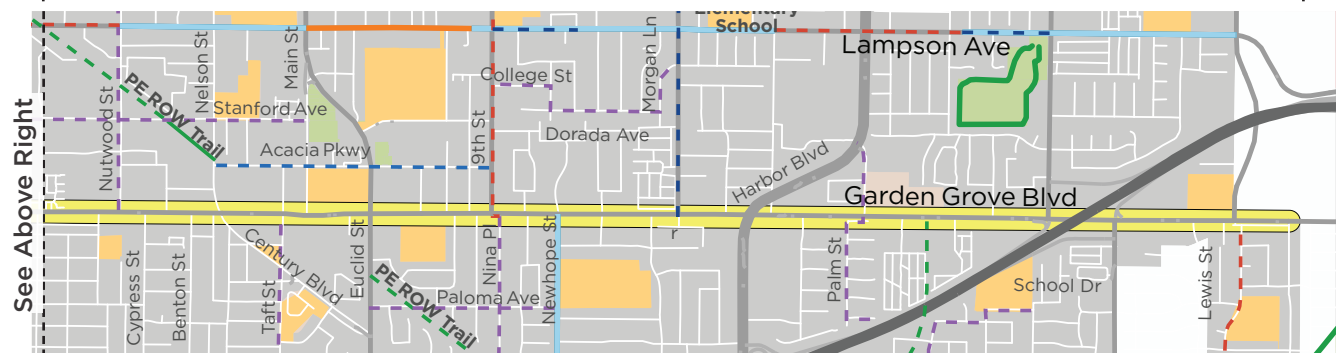 Elementary
School
Lampson Ave
Morgan Ln
College St
Main St
Nelson St
PE ROW Trail
Stanford Ave
Nutwood St
See Above Right
Acacia Pkwy
9th St
Dorada Ave
Harbor Blvd
Garden Grove Blvd
r
Century Blvd
Euclid St
Nina Pl
Newhope St
Cypress St
Benton St
Taft St
PE ROW Trail
Paloma Ave
Palm St
School Dr
Lewis St